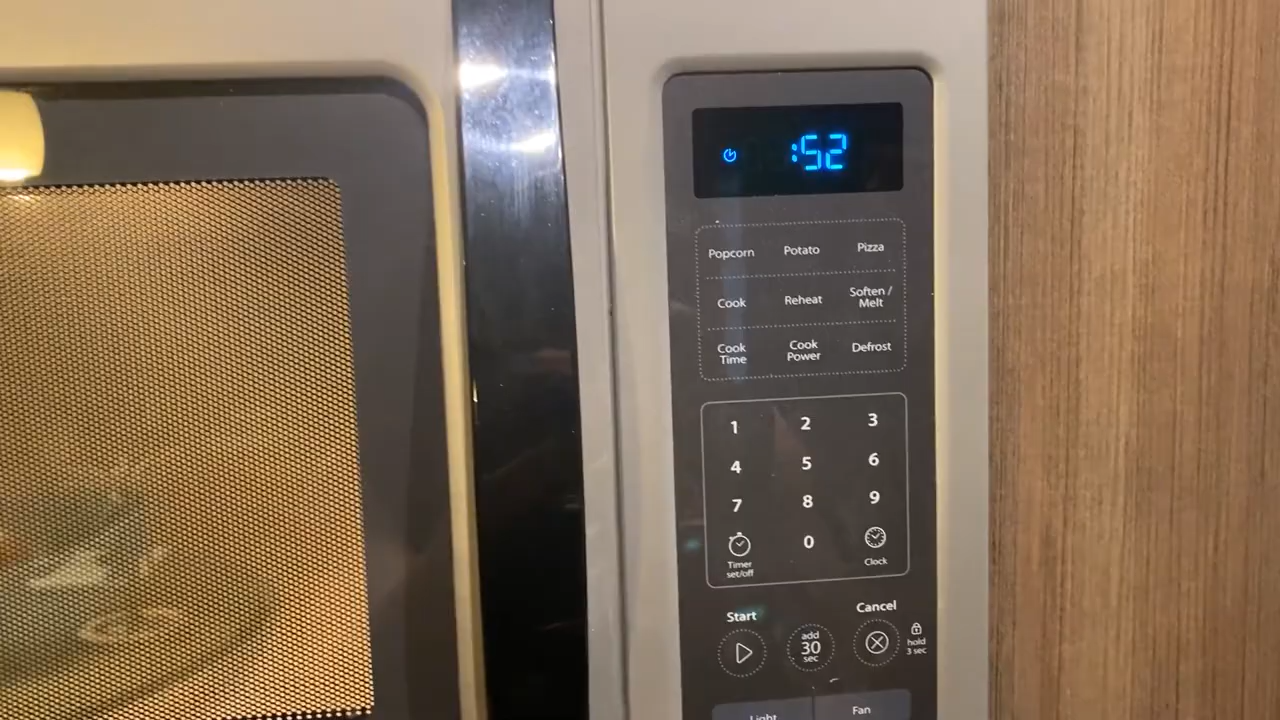 :52
Popcorn Potato Pizza
Cook Reheat Soften /
Melt
Cook
Time
Cook
Power
Defrost
1 2 3
4 5 6
7 8 9
0
Timer
set/off
Clock
Start
Cancel
add
30
sec
hold
3 sec
Light Fan